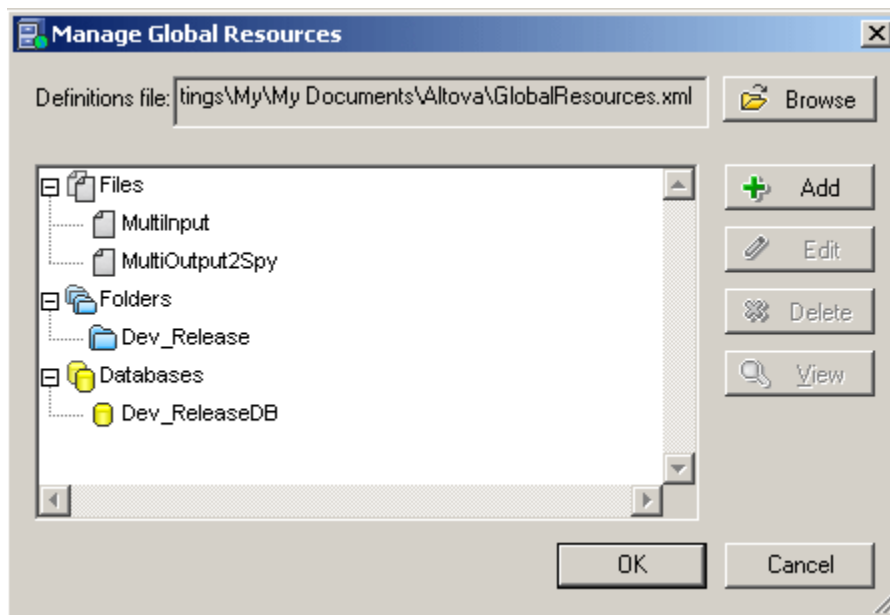 Manage Global Resources
Definitions file: tings\My\My Documents\Altova\GlobalResources.xml Browse
Files
MultiInput
MultiOutput2Spy
Folders
Dev_Release
Databases
Dev_ReleaseDB
Add
Edit
Delete
View
OK Cancel